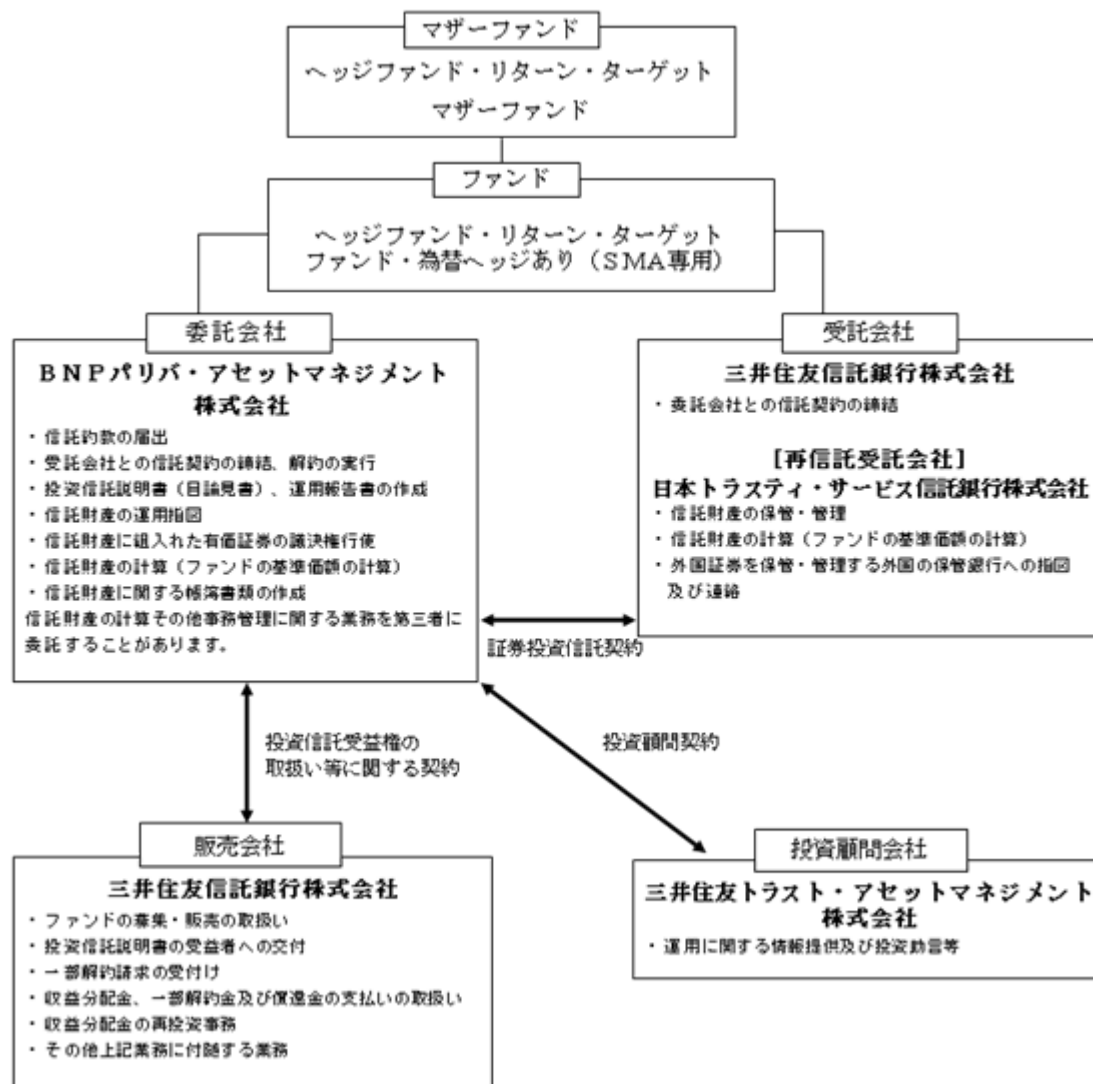 マザーファンド
ヘッジファンド・リターン・ターゲット
マザーファンド
ファンド
ヘッジファンド・リターン・ターゲット
ファンド・為替ヘッジあり（ＳＭＡ専用）
委託会社
ＢＮＰパリバ・アセットマネジメント
株式会社
・信託約款の届出
・受託会社との信託契約の締結、解約の実行
・投資信託説明書（目論見書）、運用報告書の作成
・信託財産の運用指図
・信託財産に組入れた有価証券の議決権行使
・信託財産の計算（ファンドの基準価額の計算）
・信託財産に関する帳簿書類の作成
信託財産の計算その他事務管理に関する業務を第三者に
委託することがあります。
受託会社
三井住友信託銀行株式会社
・委託会社との信託契約の締結
［再信託受託会社］
日本トラスティ・サービス信託銀行株式会社
・信託財産の保管・管理
・信託財産の計算（ファンドの基準価額の計算）
・外国証券を保管・管理する外国の保管銀行への指図
及び連絡
証券投資信託契約
投資信託受益権の
取扱い等に関する契約
投資顧問契約
販売会社
三井住友信託銀行株式会社
・ファンドの募集・販売の取扱い
・投資信託説明書の受益者への交付
・一部解約請求の受付け
・収益分配金、一部解約金及び償還金の支払いの取扱い
・収益分配金の再投資事務
・その他上記業務に付随する業務
投資顧問会社
三井住友トラスト・アセットマネジメント
株式会社
・運用に関する情報提供及び投資助言等